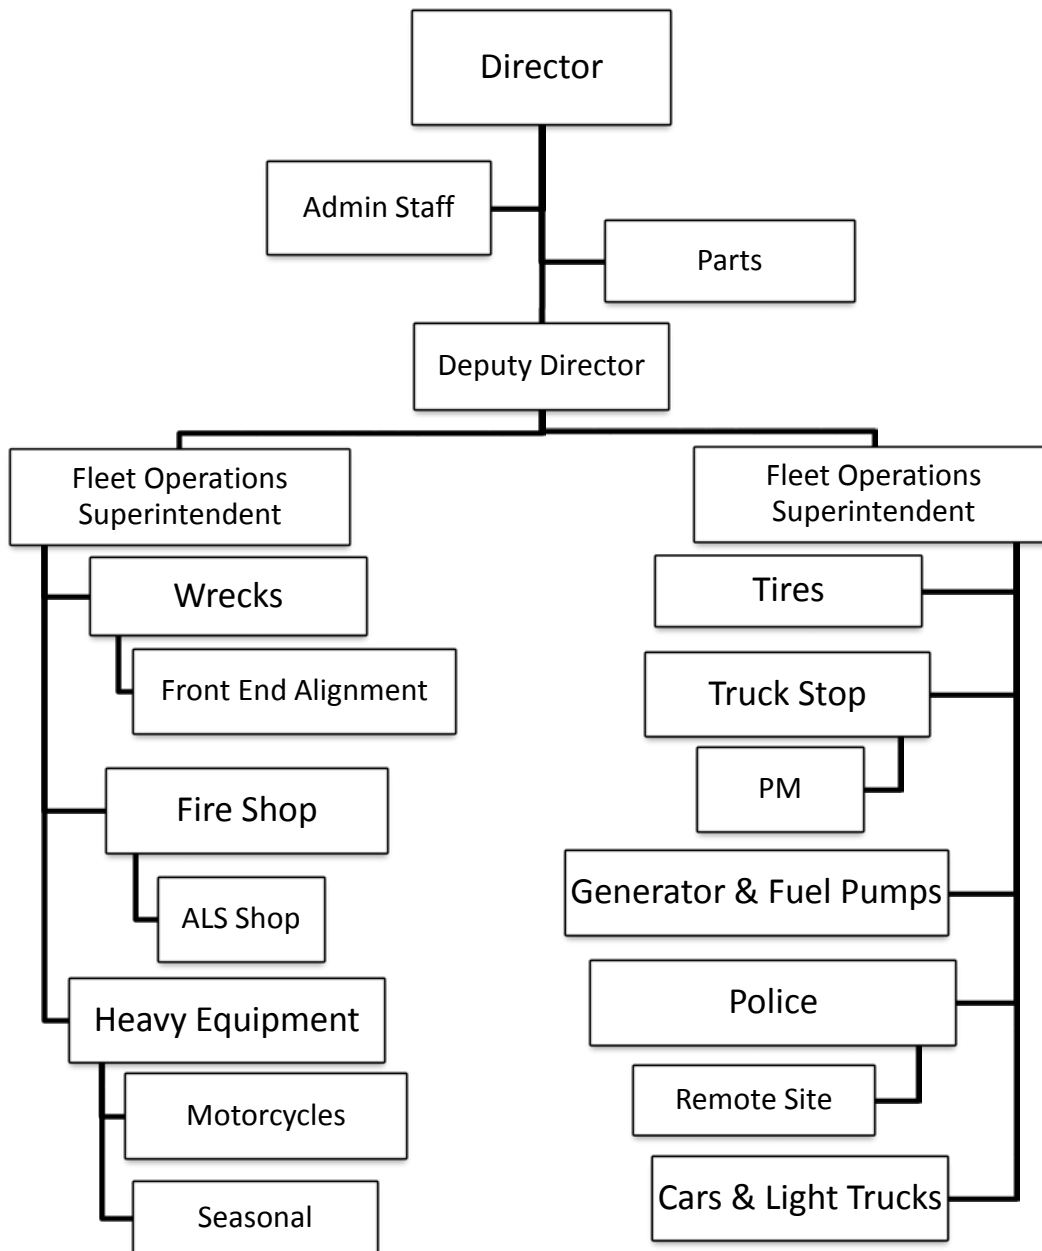 Director
Admin Staff
Parts
Deputy Director
Fleet Operations
Superintendent
Wrecks
Front End Alignment
Fire Shop
ALS Shop
Heavy Equipment
Motorcycles
Seasonal
Fleet Operations
Superintendent
Tires
Truck Stop
PM
Generator & Fuel Pumps
Police
Remote Site
Cars & Light Trucks